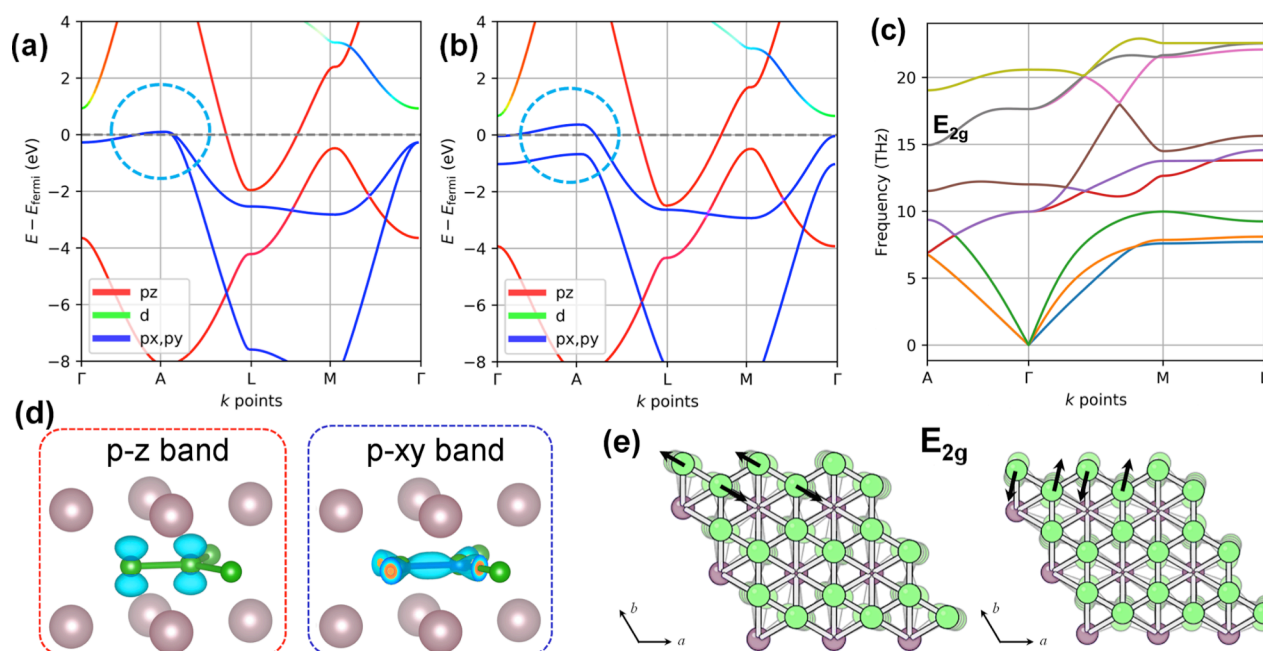 (a)
4
2
0
−2
−4
−6
−8
E − E_fermi (eV)
pz
d
px,py
Γ A L M Γ
k points
(b)
4
2
0
−2
−4
−6
−8
E − E_fermi (eV)
pz
d
px,py
Γ A L M Γ
k points
(c)
20
15
10
5
0
Frequency (THz)
E2g
A Γ M
k points
(d)
p-z band
p-xy band
(e)
b
a
E2g
b
a